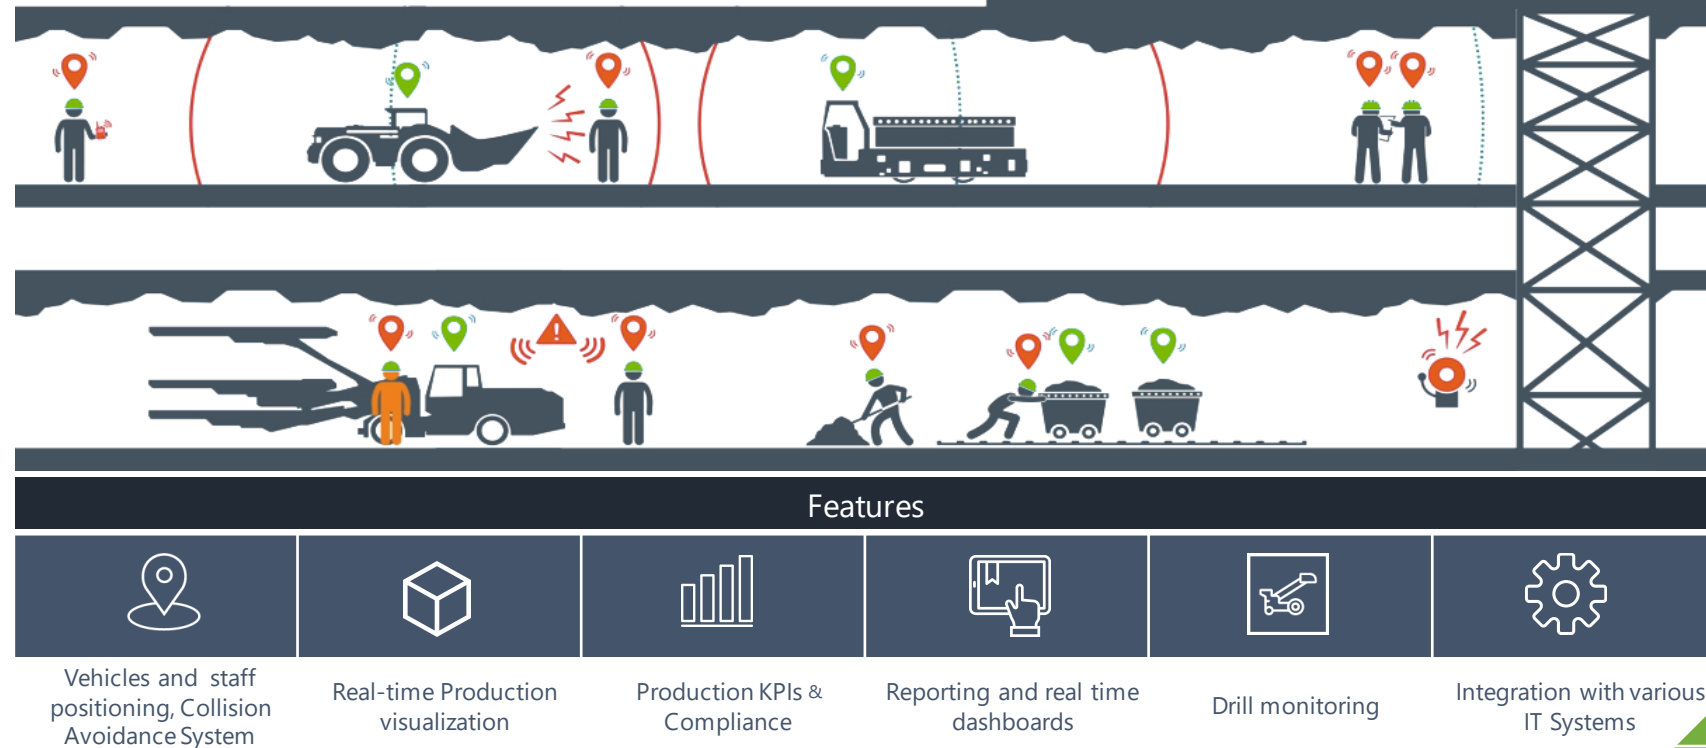 Features
Vehicles and staff
positioning, Collision
Avoidance System
Real-time Production
visualization
Production KPIs &
Compliance
Reporting and real time
dashboards
Drill monitoring
Integration with various
IT Systems